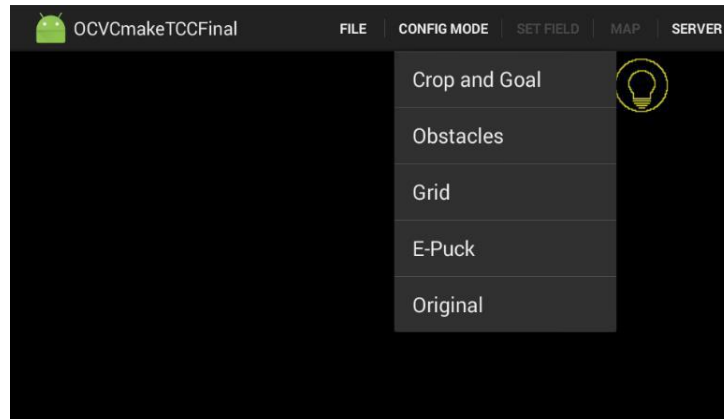 OCVCmakeTCCFinal FILE CONFIG MODE SET FIELD MAP SERVER
Crop and Goal
Obstacles
Grid
E-Puck
Original